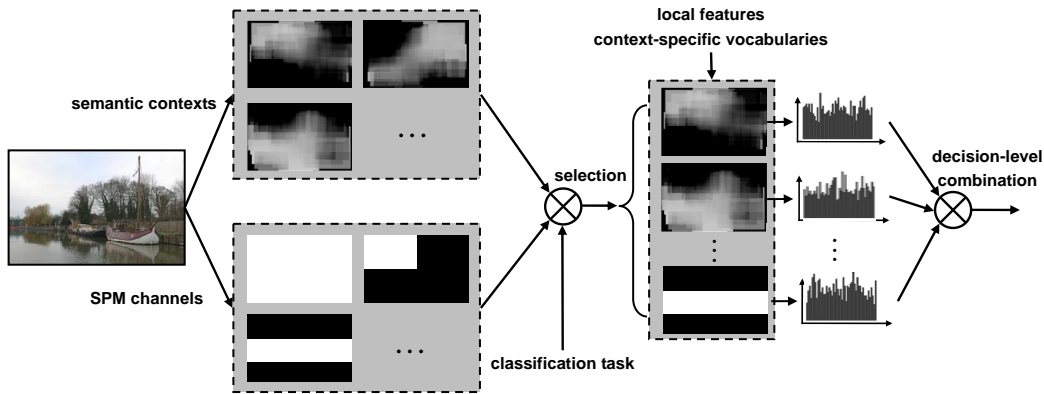 local features
context-specific vocabularies
semantic contexts
selection
decision-level
combination
SPM channels
classification task